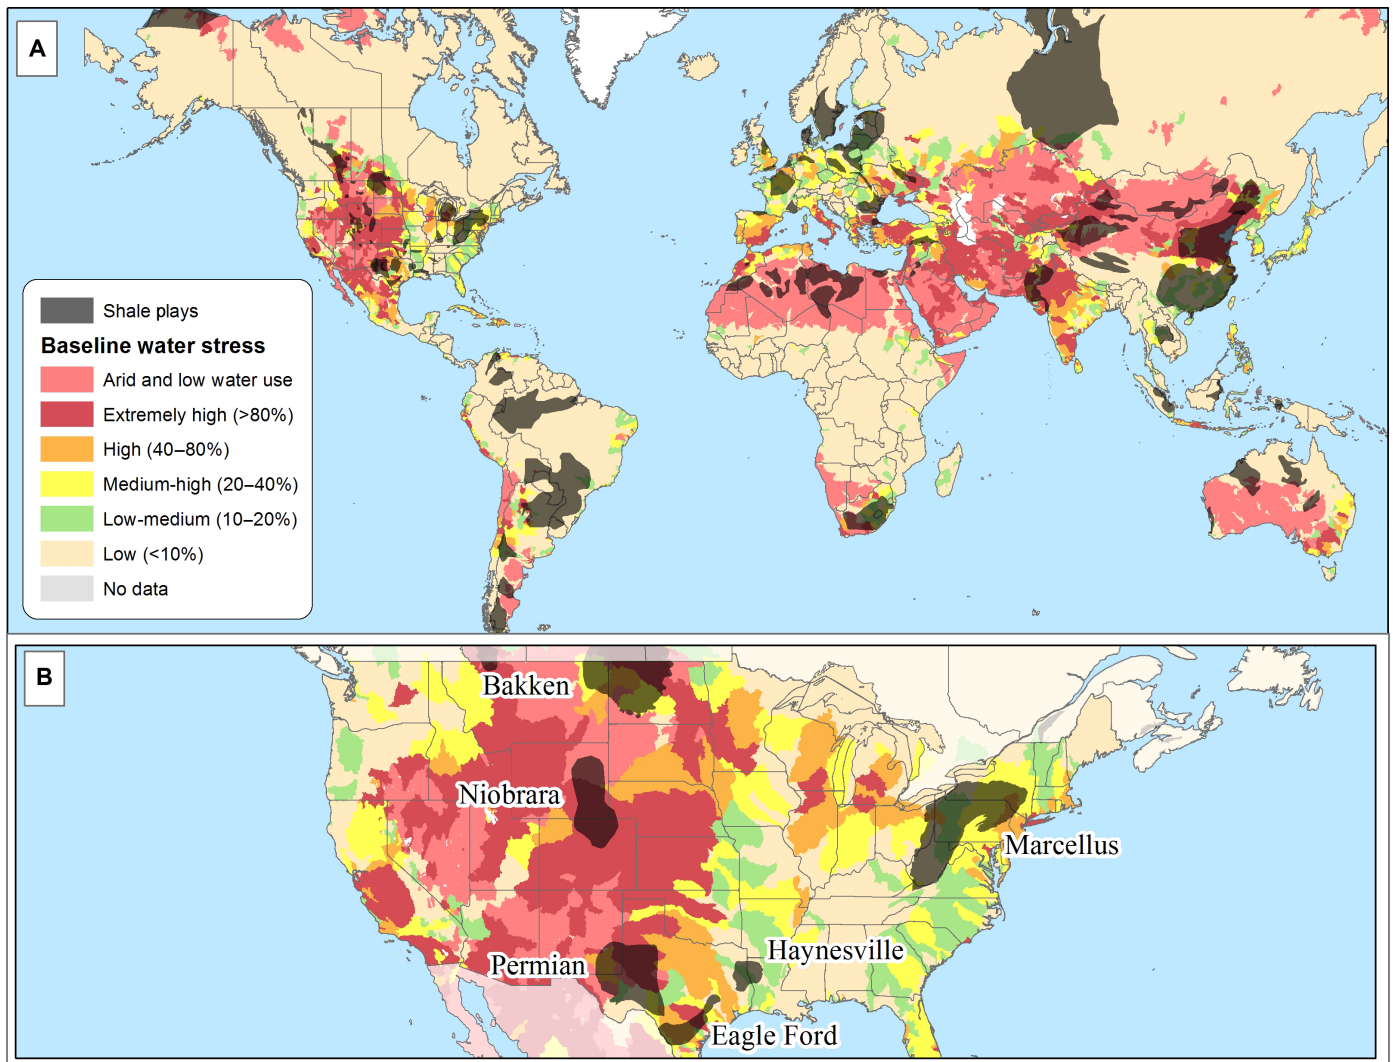 A
Shale plays
Baseline water stress
Arid and low water use
Extremely high (>80%)
High (40–80%)
Medium-high (20–40%)
Low-medium (10–20%)
Low (<10%)
No data
B
Bakken
Niobrara
Marcellus
Haynesville
Permian
Eagle Ford